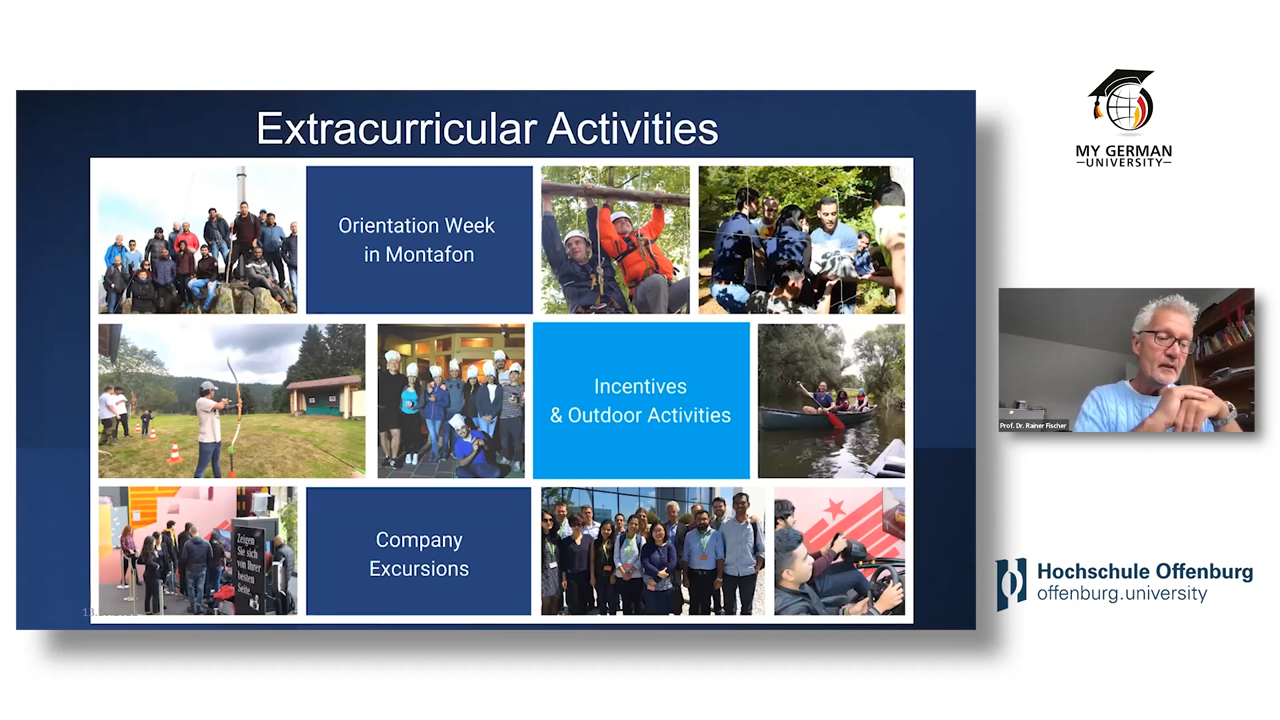 Extracurricular Activities
Orientation Week
in Montafon
Incentives
& Outdoor Activities
Company
Excursions
Zeigen
Sie sich
von Ihrer
besten
Seite
MY GERMAN
UNIVERSITY
Prof. Dr. Rainer Fischer
Hochschule Offenburg
offenburg.university